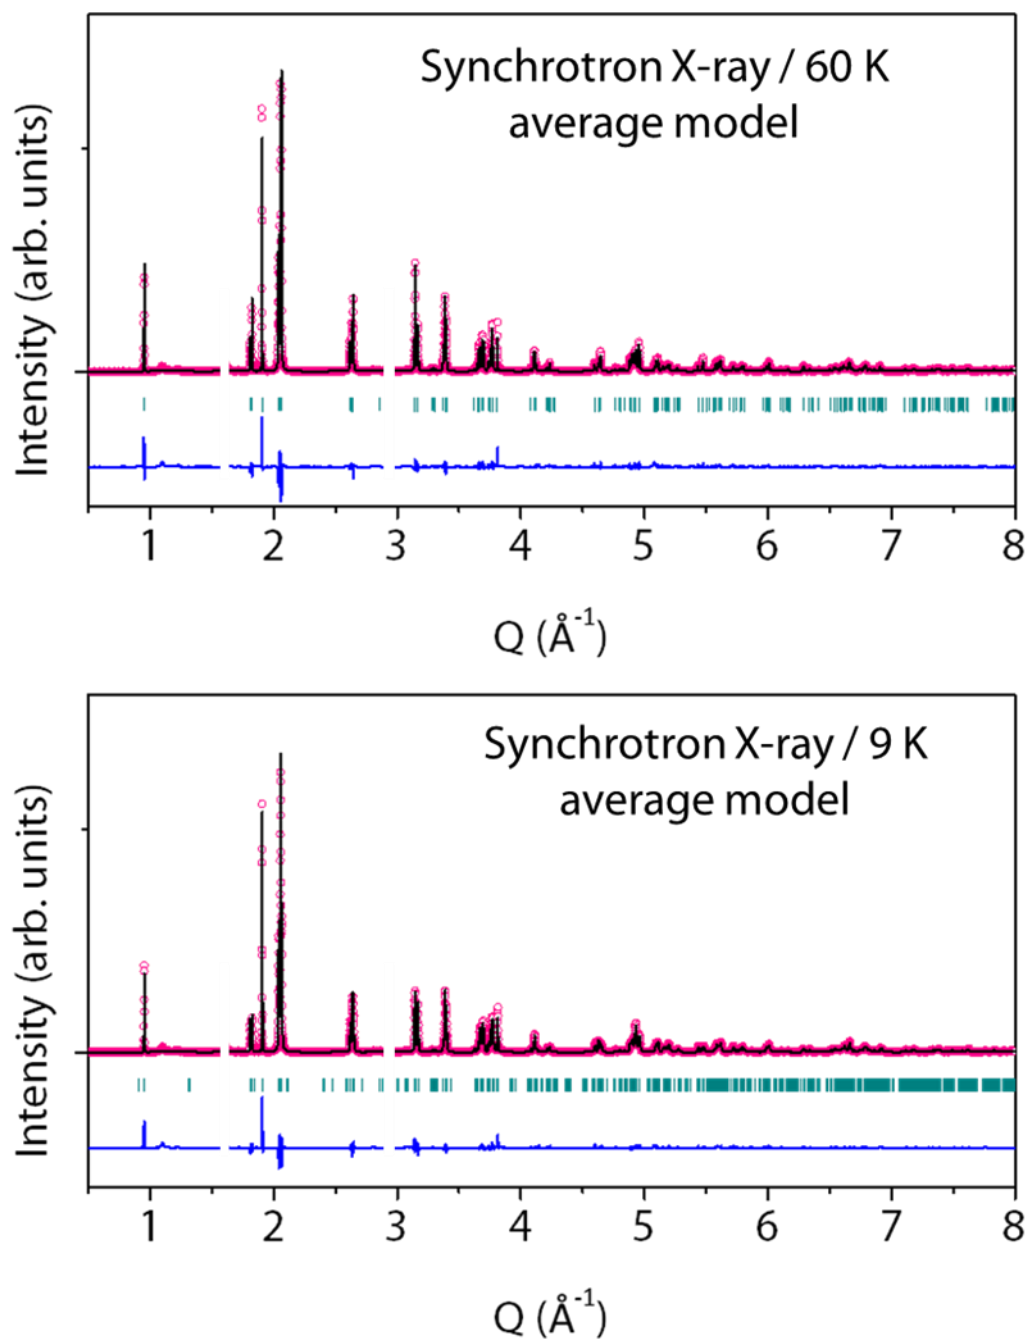 Synchrotron X-ray / 60 K
average model
Intensity (arb. units)
1 2 3 4 5 6 7 8
Q (Å⁻¹)
Synchrotron X-ray / 9 K
average model
Intensity (arb. units)
1 2 3 4 5 6 7 8
Q (Å⁻¹)